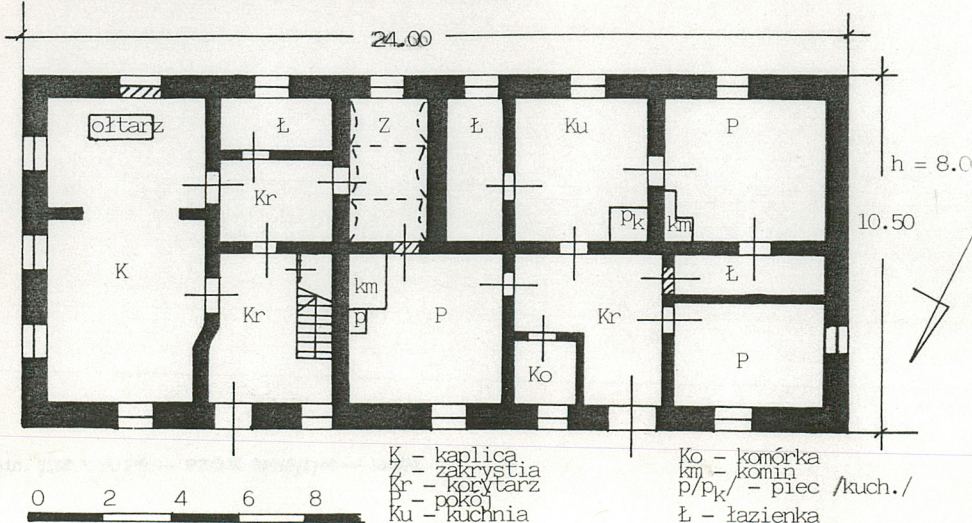 24.00
ołtarz
Ł
Z
Ł
Ku
P
h = 8.0
Kr
10.50
pk
km
K
Ł
km
Kr
p
P
Kr
P
Ko
K - kaplica
Z - zakrystia
Kr - korytarz
P - pokój
Ku - kuchnia
Ko - komórka
km - komin
p/pk/ - piec /kuch./
Ł - łazienka
0 2 4 6 8